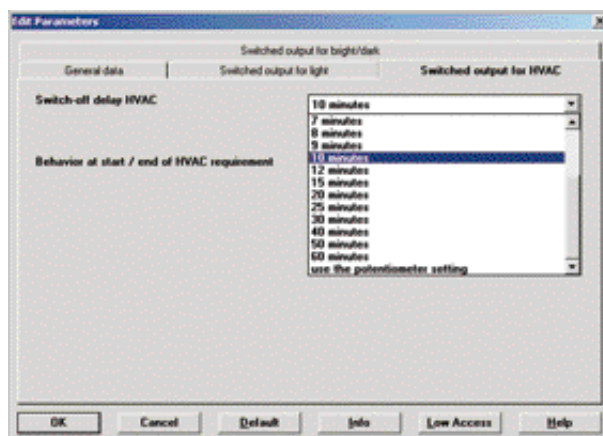 Edit Parameters
Switched output for bright/dark
General data
Switched output for light
Switched output for HVAC
Switch-off delay HVAC
10 minutes
7 minutes
8 minutes
9 minutes
10 minutes
Behavior at start / end of HVAC requirement
12 minutes
15 minutes
20 minutes
25 minutes
30 minutes
40 minutes
50 minutes
60 minutes
use the potentiometer setting
OK
Cancel
Default
Info
Low Access
Help